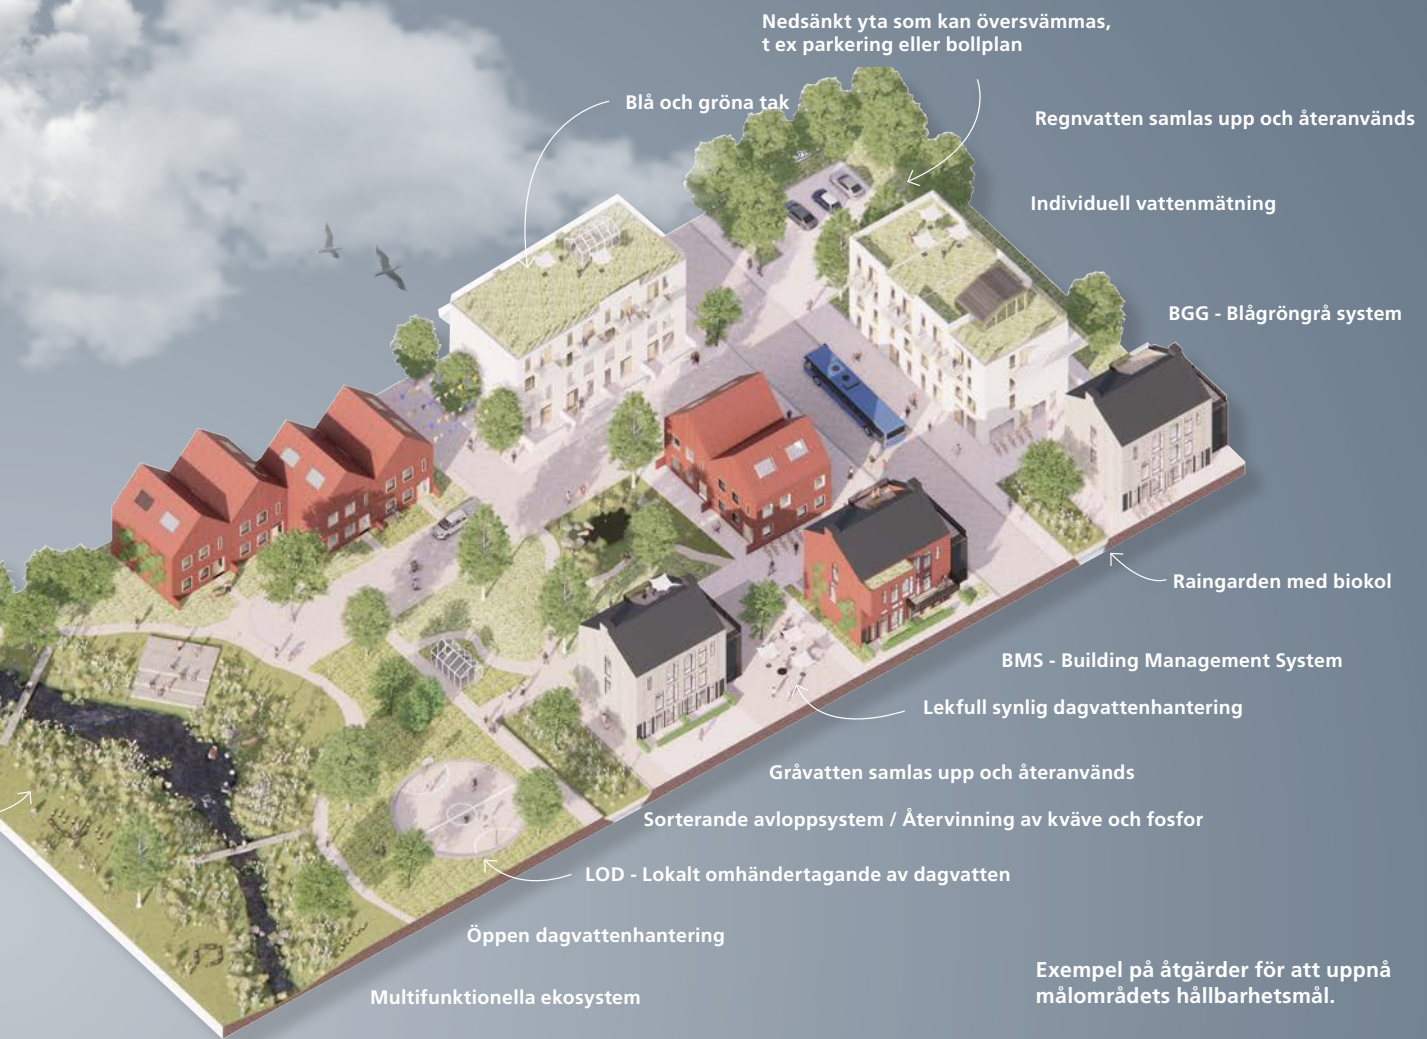 Nedsänkt yta som kan översvämmas,
t ex parkering eller bollplan
Blå och gröna tak
Regnvatten samlas upp och återanvänds
Individuell vattenmätning
BGG - Blågröngrå system
Raingarden med biokol
BMS - Building Management System
Lekfull synlig dagvattenhantering
Gråvatten samlas upp och återanvänds
Sorterande avloppsystem / Återvinning av kväve och fosfor
LOD - Lokalt omhändertagande av dagvatten
Öppen dagvattenhantering
Multifunktionella ekosystem
Exempel på åtgärder för att uppnå
målområdets hållbarhetsmål.